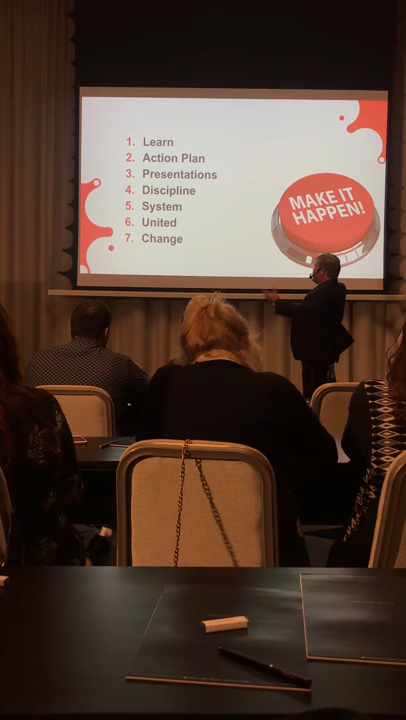 1. Learn
2. Action Plan
3. Presentations
4. Discipline
5. System
6. United
7. Change
MAKE IT
HAPPEN!